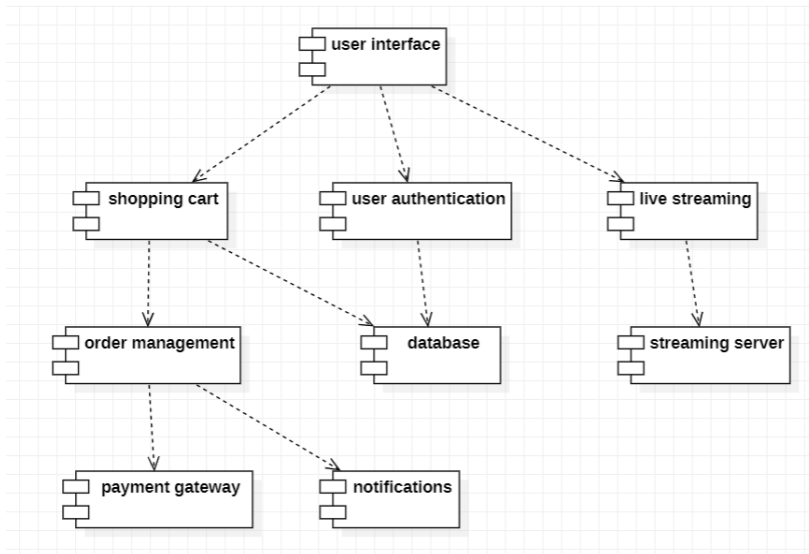 user interface
shopping cart
user authentication
live streaming
order management
database
streaming server
payment gateway
notifications